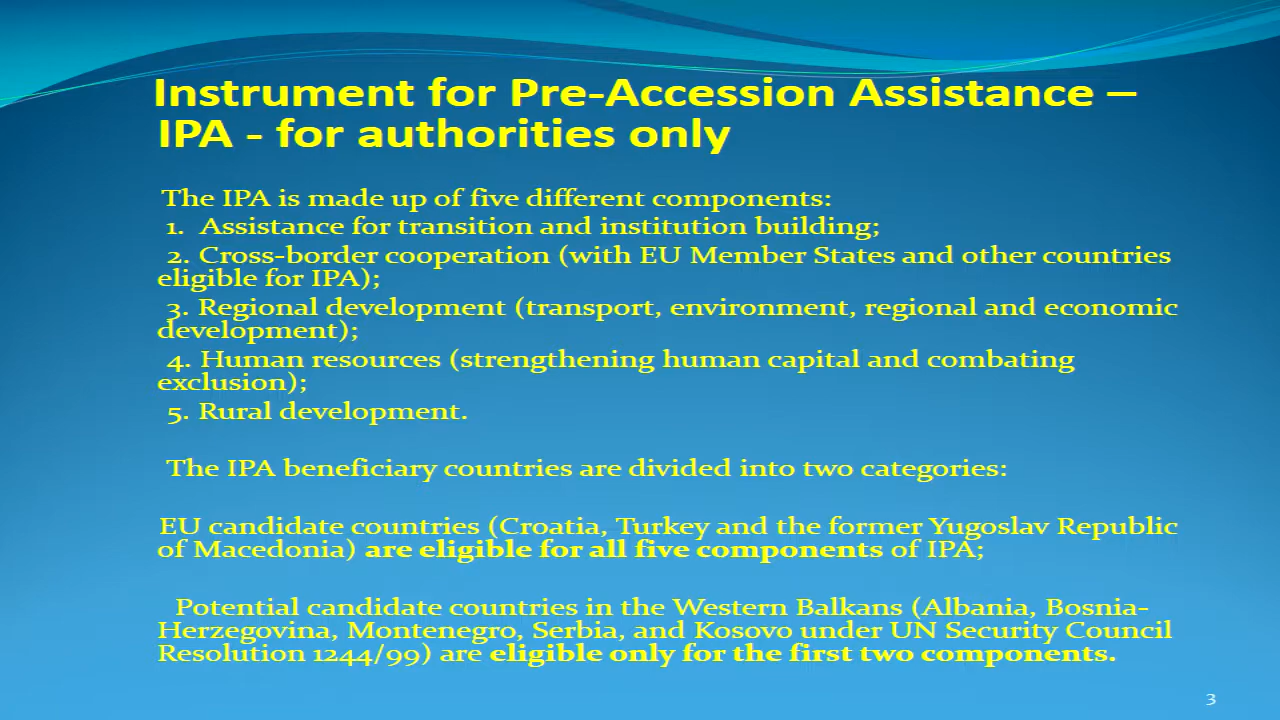 Instrument for Pre-Accession Assistance –
IPA - for authorities only
The IPA is made up of five different components:
1. Assistance for transition and institution building;
2. Cross-border cooperation (with EU Member States and other countries
eligible for IPA);
3. Regional development (transport, environment, regional and economic
development);
4. Human resources (strengthening human capital and combating
exclusion);
5. Rural development.
The IPA beneficiary countries are divided into two categories:
EU candidate countries (Croatia, Turkey and the former Yugoslav Republic
of Macedonia) are eligible for all five components of IPA;
Potential candidate countries in the Western Balkans (Albania, Bosnia-
Herzegovina, Montenegro, Serbia, and Kosovo under UN Security Council
Resolution 1244/99) are eligible only for the first two components.
3